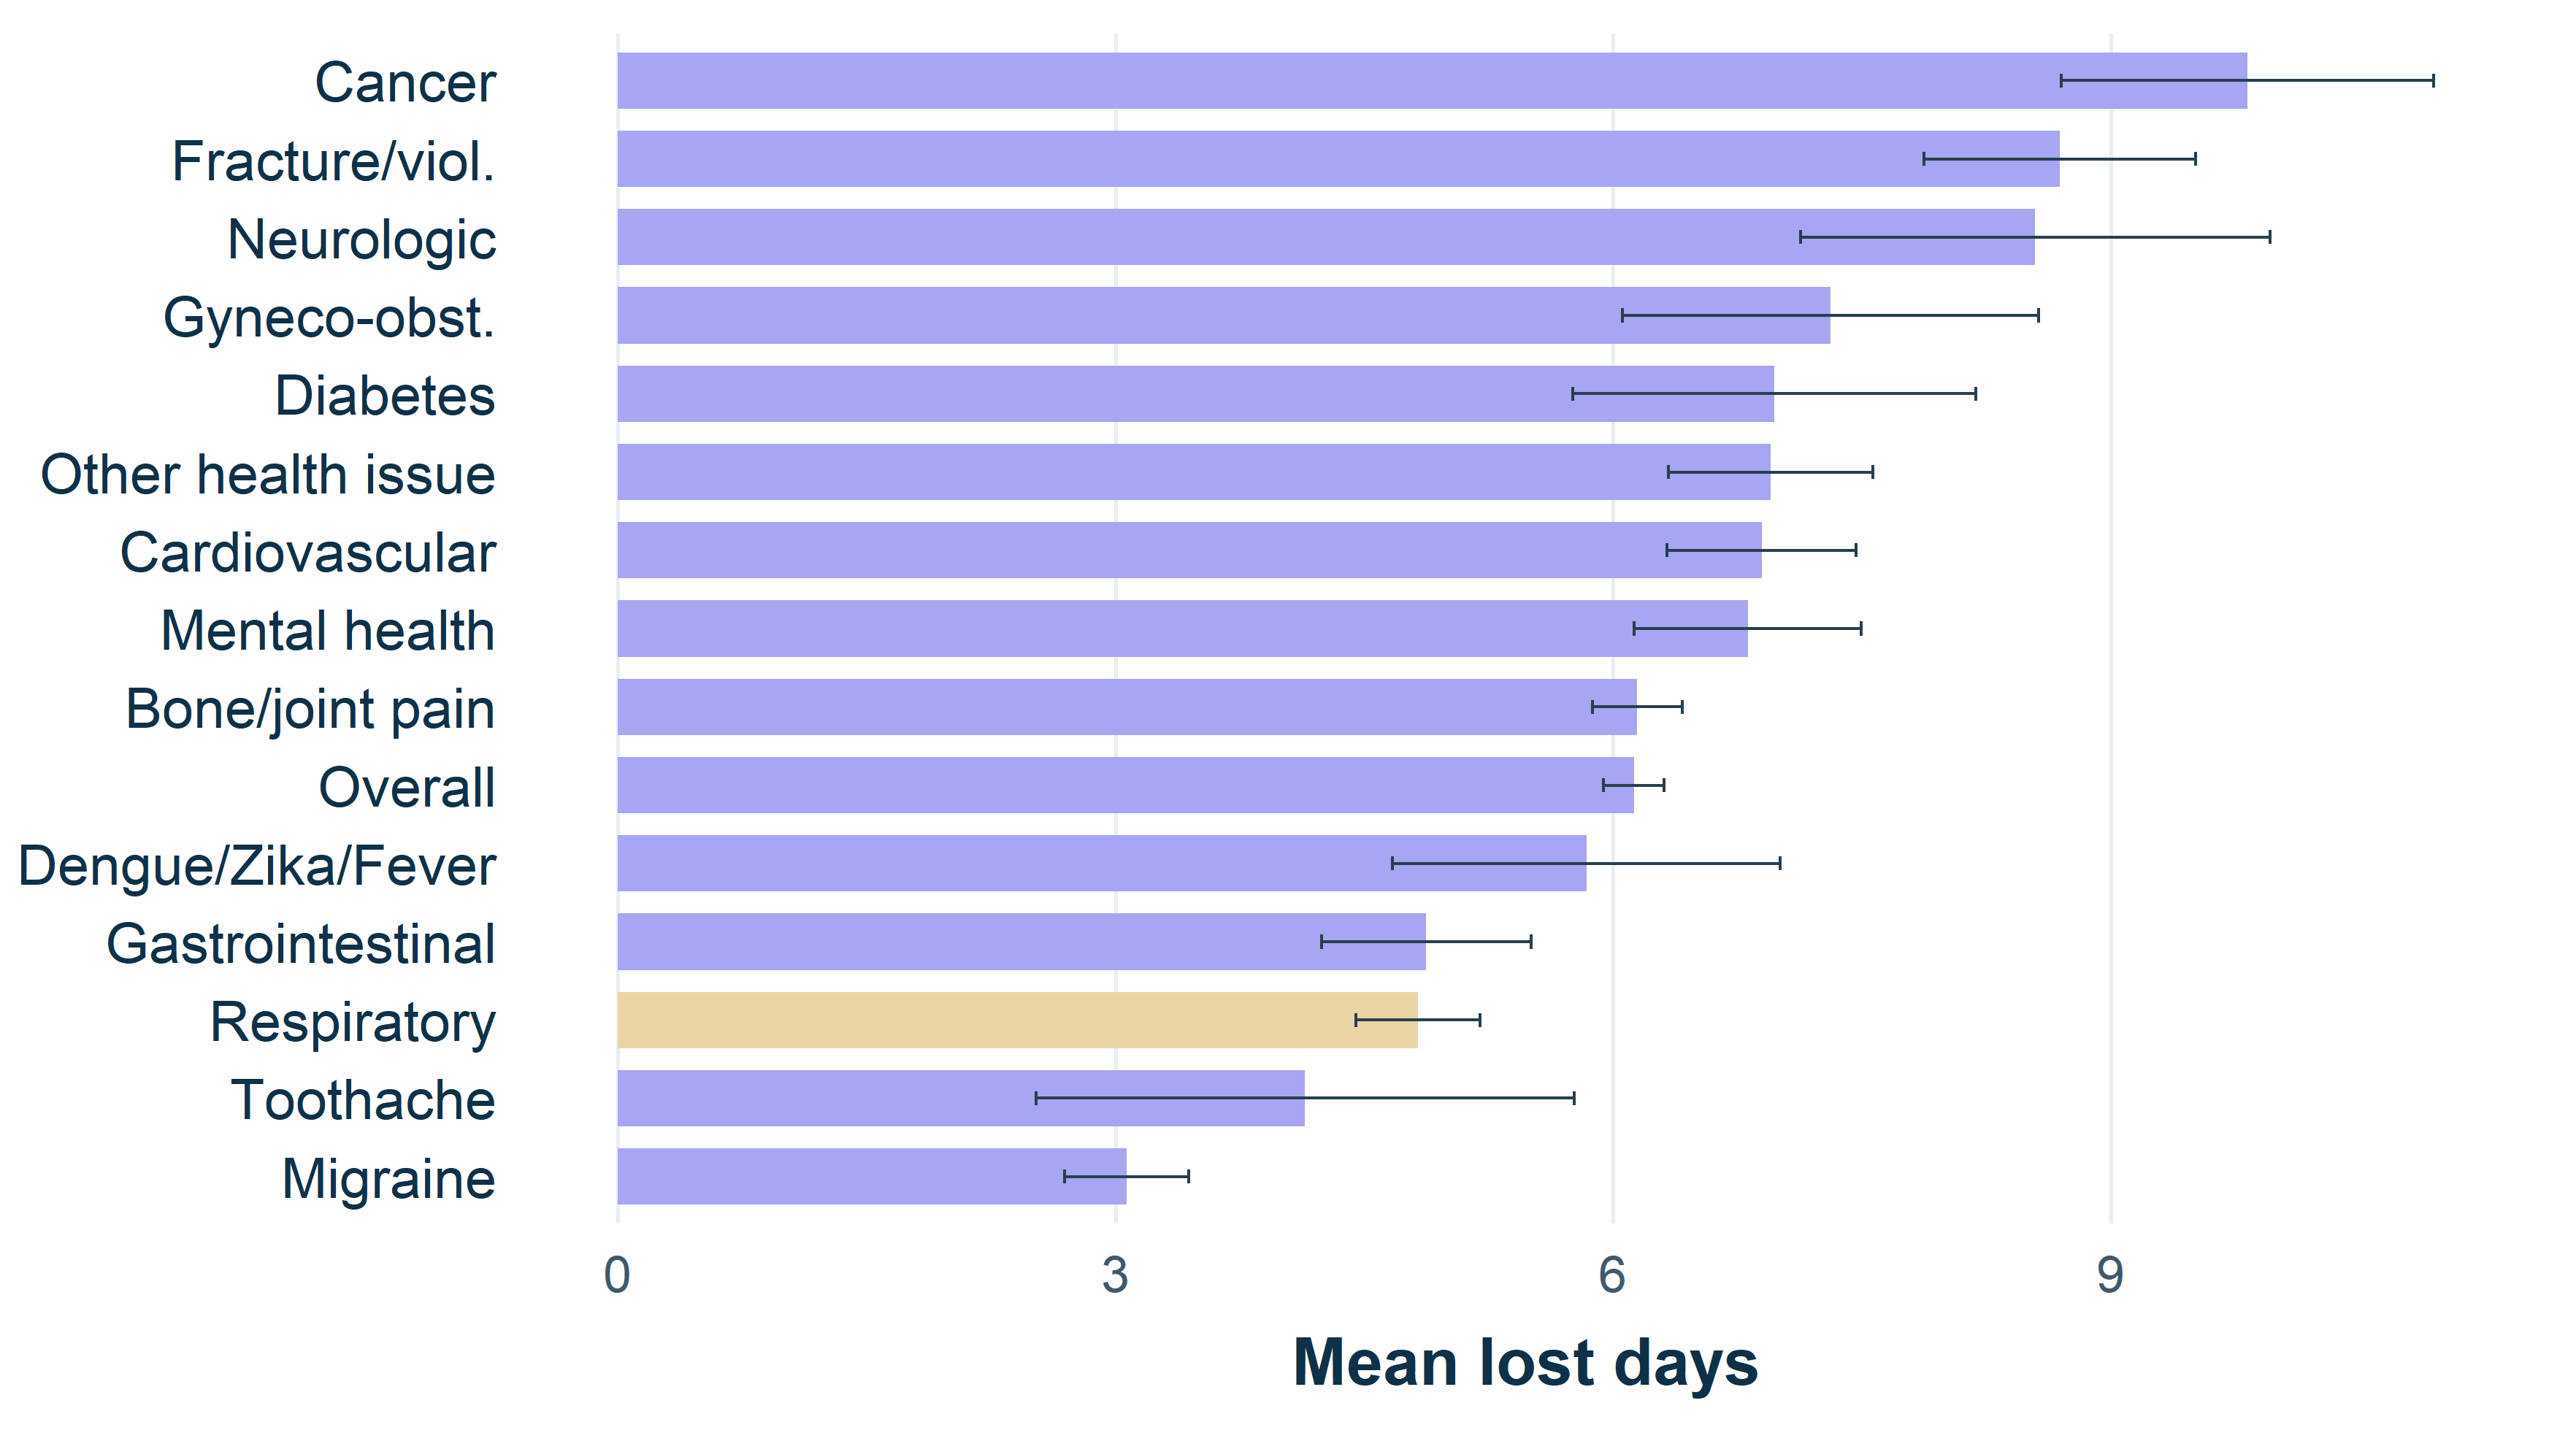 Cancer
Fracture/viol.
Neurologic
Gyneco-obst.
Diabetes
Other health issue
Cardiovascular
Mental health
Bone/joint pain
Overall
Dengue/Zika/Fever
Gastrointestinal
Respiratory
Toothache
Migraine
0 3 6 9
Mean lost days